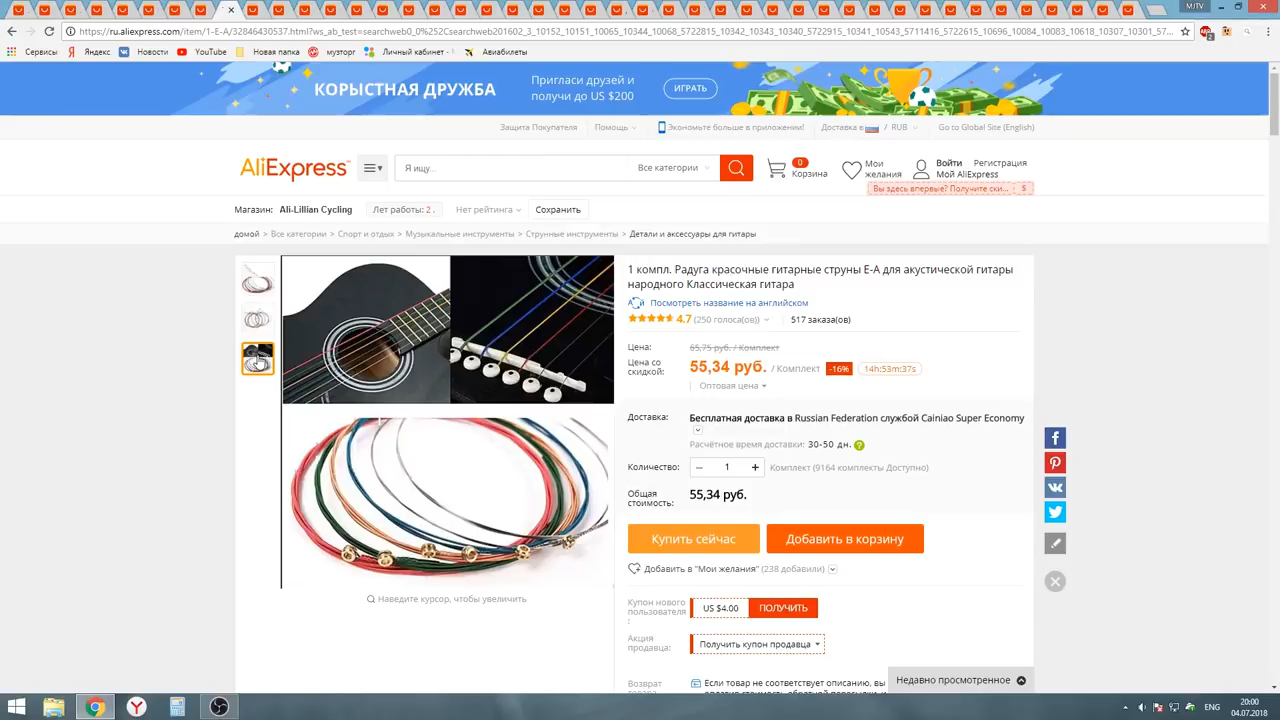 MJTV
https://ru.aliexpress.com/item/1-E-A/32846430537.html?ws_ab_test=searchweb0_0%252Csearchweb201602_3_10152_10151_10065_10344_10068_5722815_10342_10343_10340_5722915_10341_10543_5711416_5722615_10696_10084_10083_10618_10307_10301_57...
Сервисы Яндекс Новости YouTube Новая папка музторг Личный кабинет - Авиабилеты
КОРЫСТНАЯ ДРУЖБА
Пригласи друзей и
получи до US $200
ИГРАТЬ
Защита Покупателя Помощь Экономьте больше в приложении! Доставка в / RUB Go to Global Site (English)
AliExpress
Я ищу...
Все категории
0
Корзина
Мои
желания
Войти Регистрация
Мой AliExpress
Вы здесь впервые? Получите ски... - $
Магазин: Ali-Lillian Cycling Лет работы: 2 . Нет рейтинга Сохранить
домой > Все категории > Спорт и отдых > Музыкальные инструменты > Струнные инструменты > Детали и аксессуары для гитары
1 компл. Радуга красочные гитарные струны E-A для акустической гитары
народного Классическая гитара
Посмотреть название на английском
4.7 (250 голоса(ов)) 517 заказа(ов)
Цена: 65,75 руб. / Комплект
Цена со
скидкой:
55,34 руб. / Комплект -16% 14h:53m:37s
Оптовая цена
Доставка: Бесплатная доставка в Russian Federation службой Cainiao Super Economy
Расчётное время доставки: 30-50 дн. ?
Количество: – 1 + Комплект (9164 комплекты Доступно)
Общая
стоимость:
55,34 руб.
Купить сейчас Добавить в корзину
Добавить в "Мои желания" (238 добавили)
Купон нового
пользователя
:
US $4.00 ПОЛУЧИТЬ
Акция
продавца:
Получить купон продавца
Возврат
Если товар не соответствует описанию, вы
Наведите курсор, чтобы увеличить
Недавно просмотренное
ENG
20:00
04.07.2018